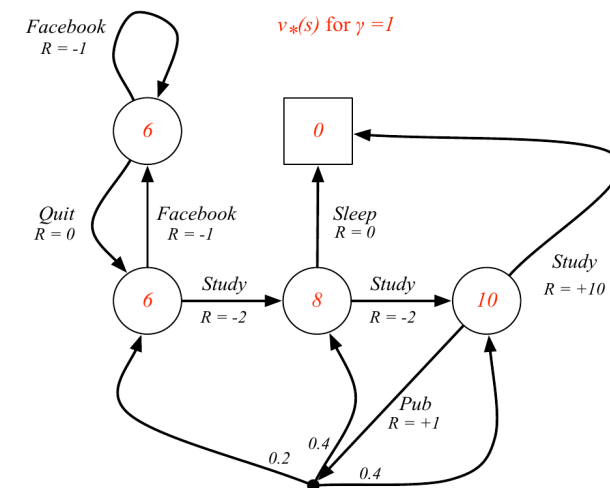 Facebook
R = -1
v*(s) for γ =1
6
0
Quit
R = 0
Facebook
R = -1
Sleep
R = 0
Study
R = +10
6
Study
R = -2
8
Study
R = -2
10
Pub
R = +1
0.4
0.2
0.4